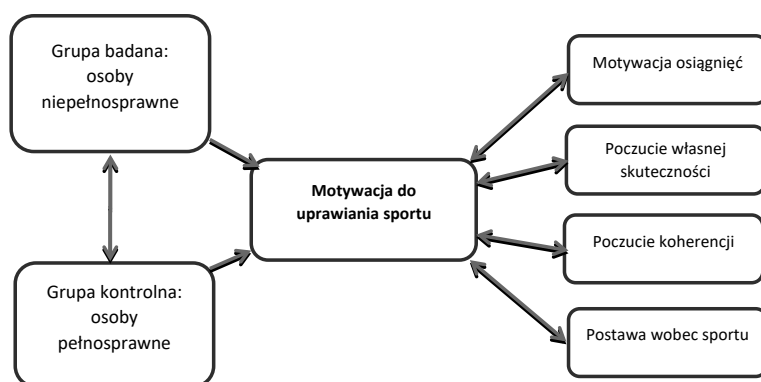 Grupa badana:
osoby
niepełnosprawne
Grupa kontrolna:
osoby
pełnosprawne
Motywacja do
uprawiania sportu
Motywacja osiągnięć
Poczucie własnej
skuteczności
Poczucie koherencji
Postawa wobec sportu